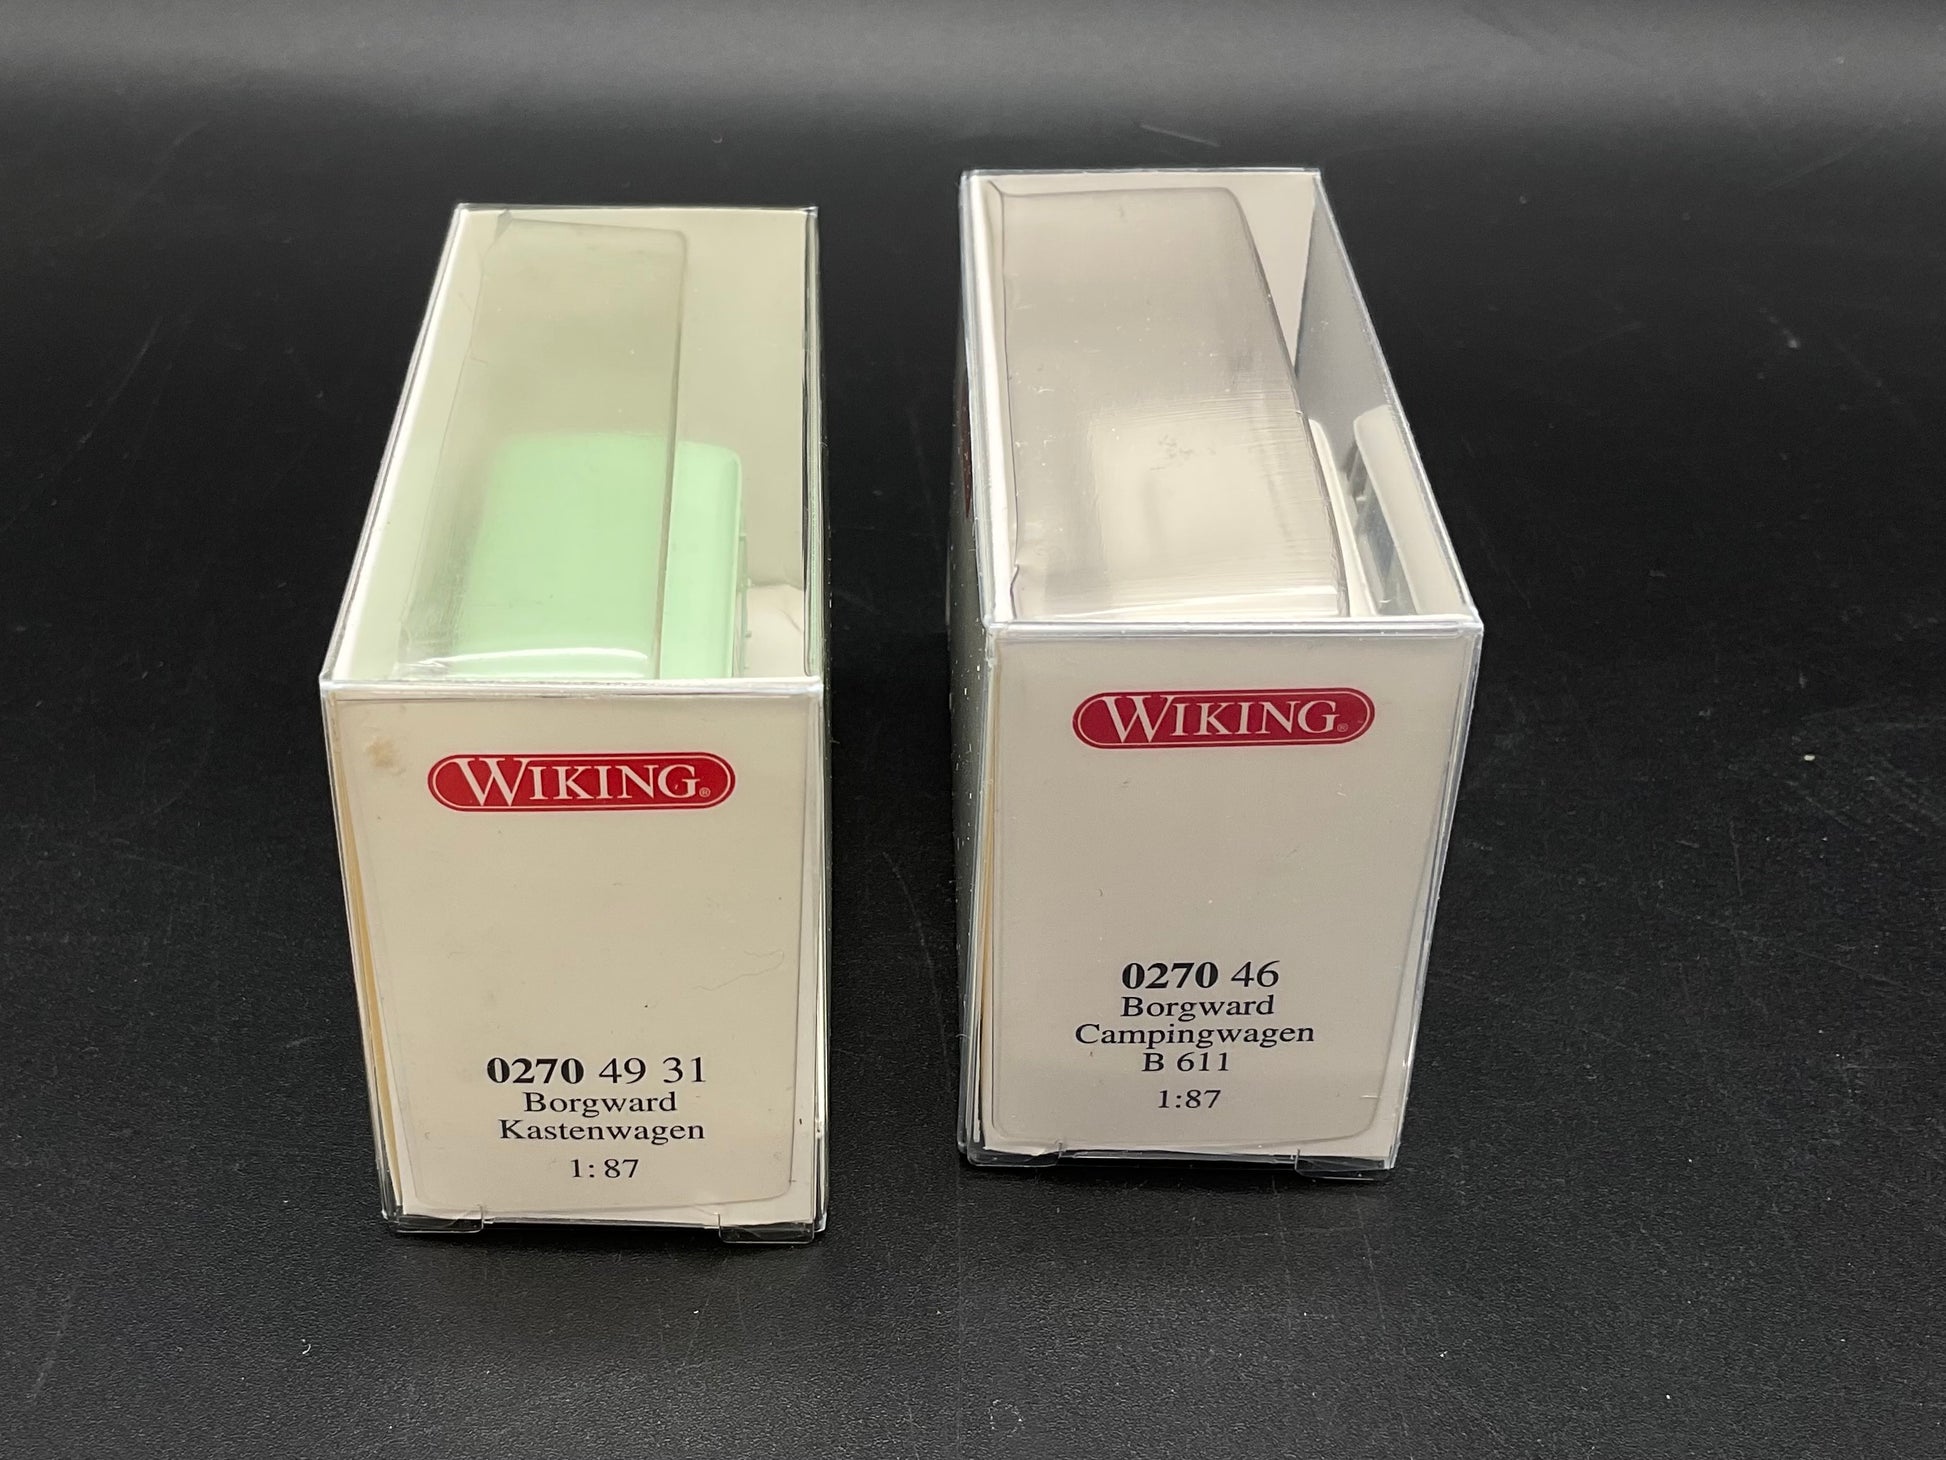 WIKING®
0270 49 31
Borgward
Kastenwagen
1:87
WIKING®
0270 46
Borgward
Campingwagen
B 611
1:87